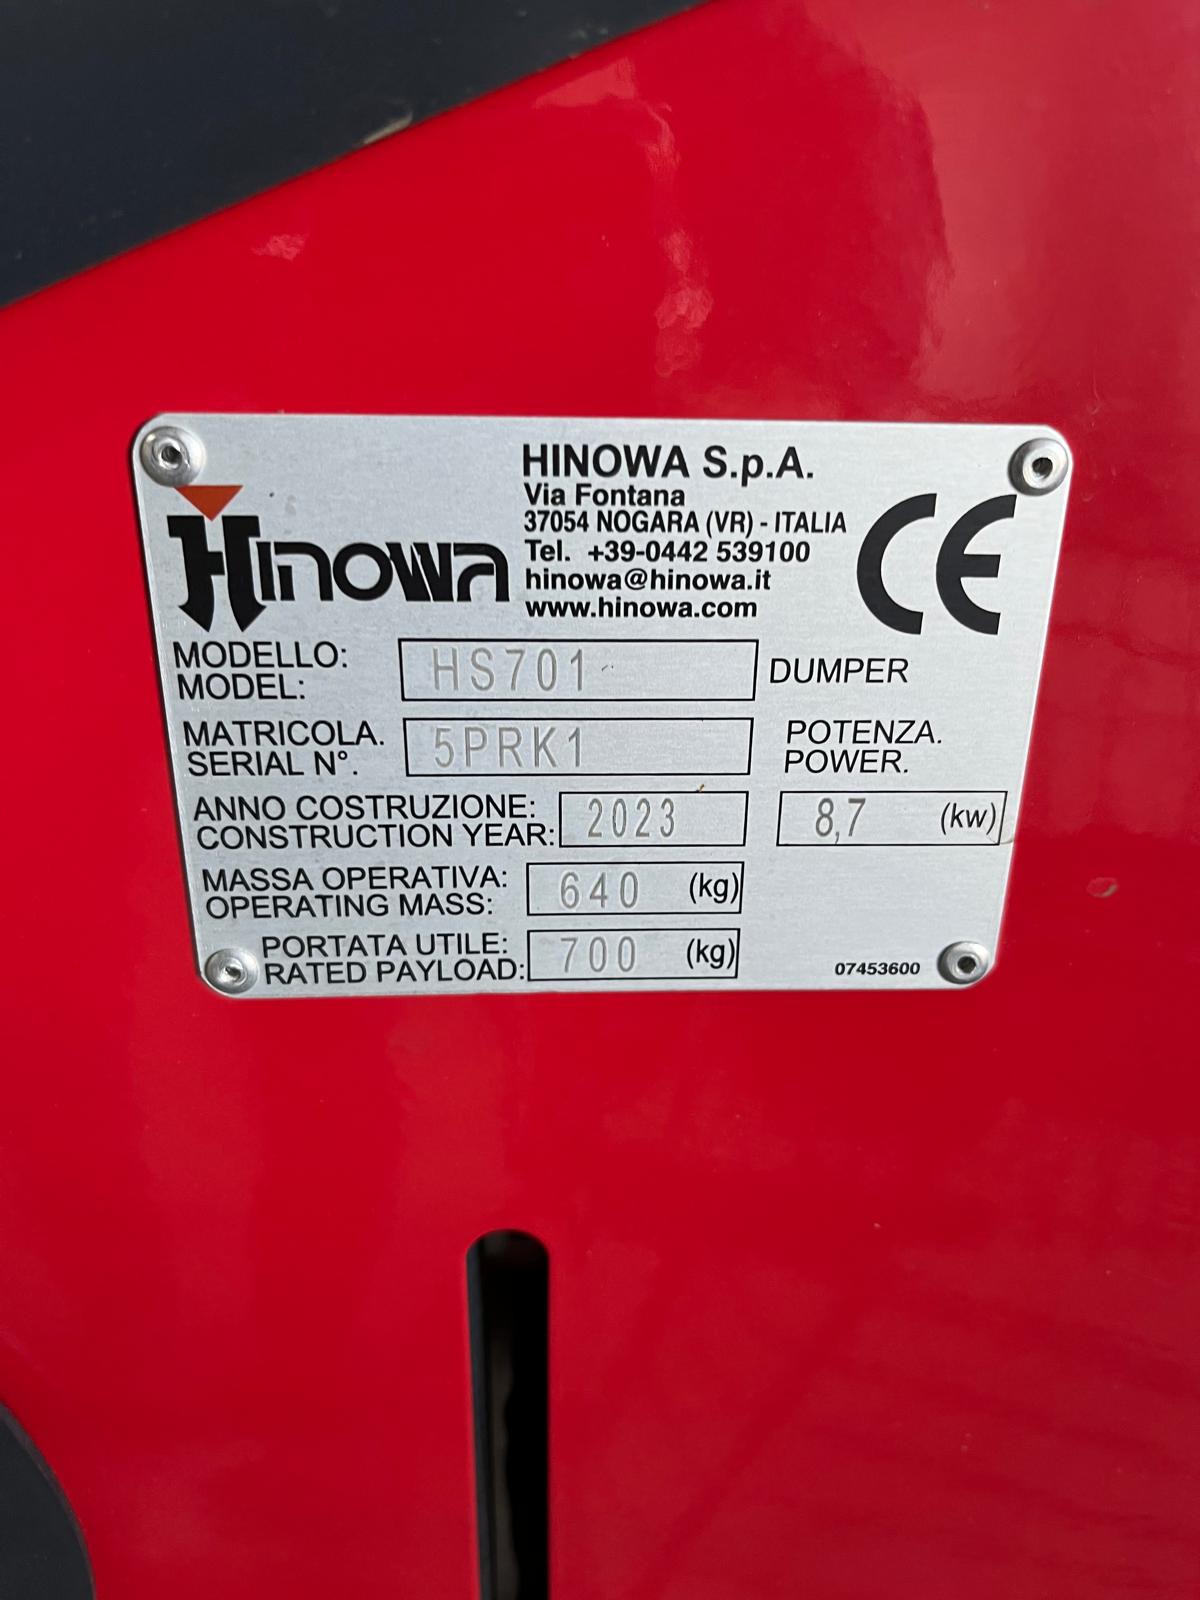 HINOWA S.p.A.
Via Fontana
37054 NOGARA (VR) - ITALIA
Tel. +39-0442 539100
hinowa@hinowa.it
www.hinowa.com
HINOWA
CE
MODELLO:
MODEL:
HS701
DUMPER
MATRICOLA.
SERIAL N°.
5PRK1
POTENZA.
POWER.
ANNO COSTRUZIONE:
CONSTRUCTION YEAR:
2023
8,7 (kw)
MASSA OPERATIVA:
OPERATING MASS:
640 (kg)
PORTATA UTILE:
RATED PAYLOAD:
700 (kg)
07453600